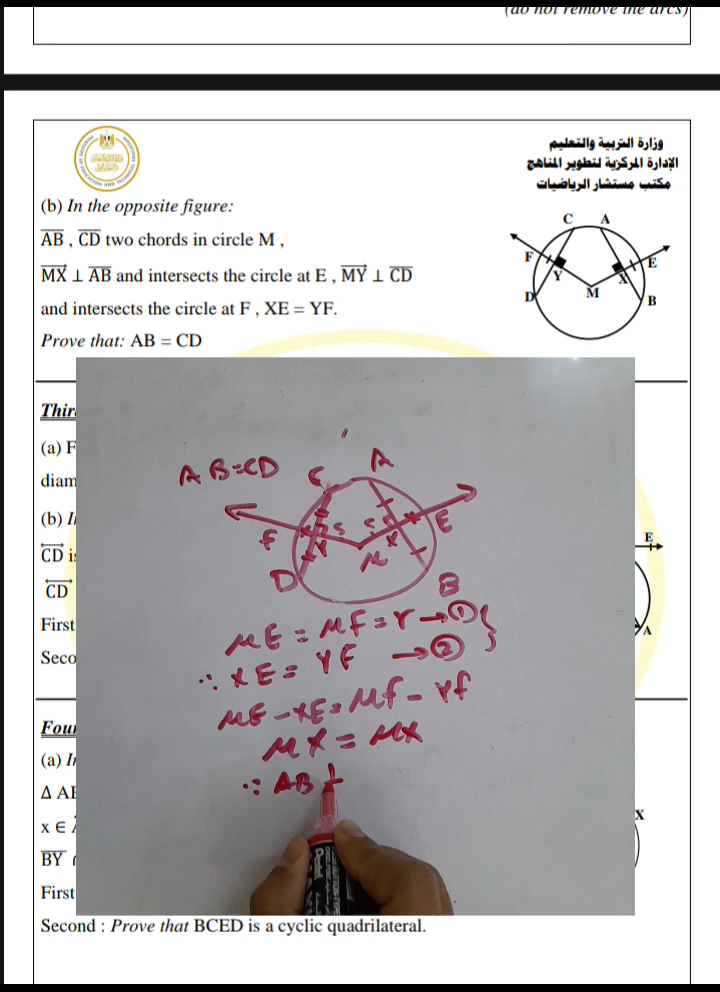 (do not remove the arcs)
وزارة التربية والتعليم
الإدارة المركزية لتطوير المناهج
مكتب مستشار الرياضيات
(b) In the opposite figure:
AB , CD two chords in circle M ,
MX ⊥ AB and intersects the circle at E , MY ⊥ CD
and intersects the circle at F , XE = YF.
Prove that: AB = CD
C A
F E
Y X
D M B
Thir
(a) F
diam
(b) I
CD is
CD
First
Seco
E
A
AB=CD
C A
F E
Y X
M
D B
ME = MF = r → ①
∵ XE = YF → ②
ME - XE = MF - YF
MX = MX
∵ AB ⊥
Four
(a) In
Δ AB
x ∈
BY
First
X
Second : Prove that BCED is a cyclic quadrilateral.